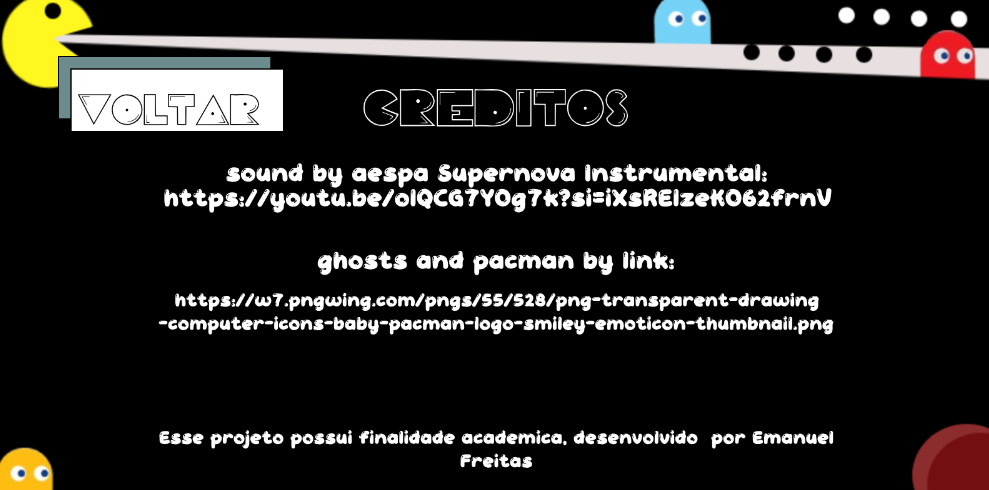 VOLTAR
CREDITOS
sound by aespa Supernova Instrumental:
https://youtu.be/olQCG7YOg7k?si=iXsRElzeKO62frnV
ghosts and pacman by link:
https://w7.pngwing.com/pngs/55/528/png-transparent-drawing
-computer-icons-baby-pacman-logo-smiley-emoticon-thumbnail.png
Esse projeto possui finalidade academica, desenvolvido por Emanuel
Freitas